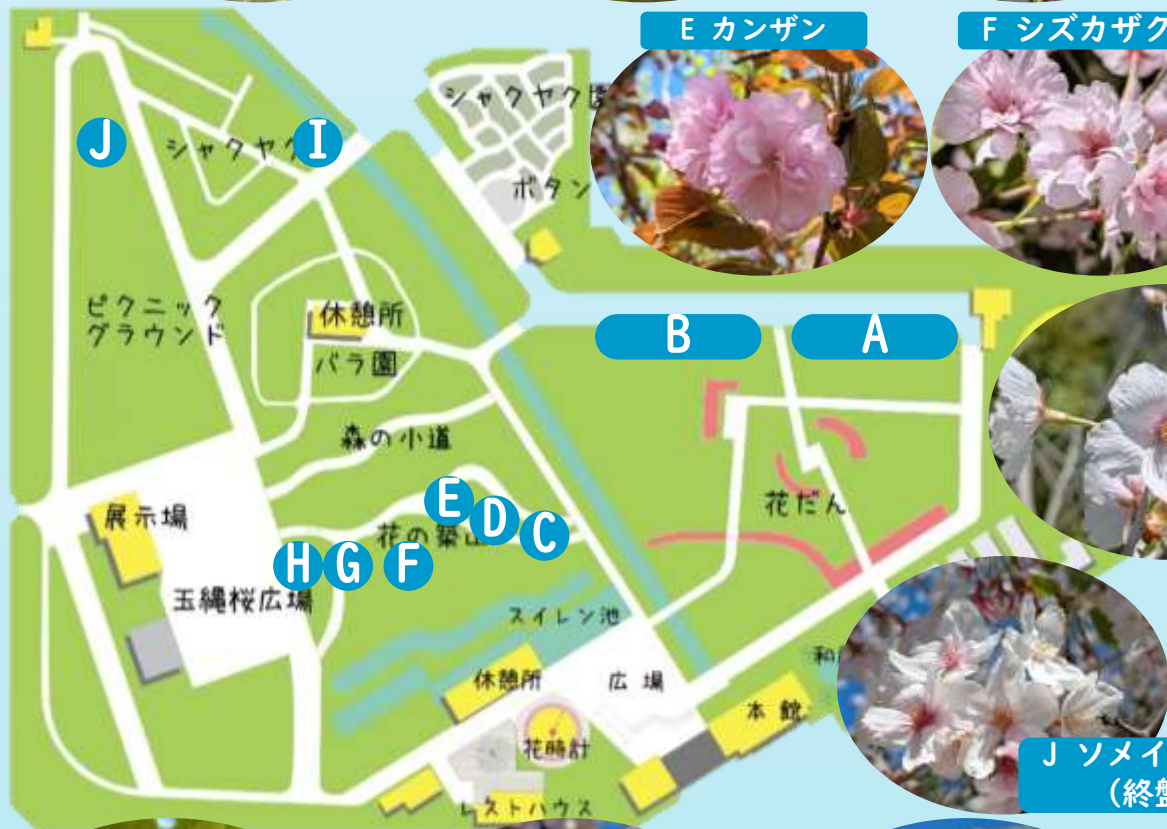 E カンザン
F シズカザク
シャクヤク園
J
シャクヤク
I
ボタン
ピクニック
グラウンド
休憩所
バラ園
B
A
森の小道
展示場
花だん
E
D
C
花の築山
H
G
F
玉縄桜広場
スイレン池
休憩所
広場
本館
花時計
レストハウス
J ソメイ
(終盤